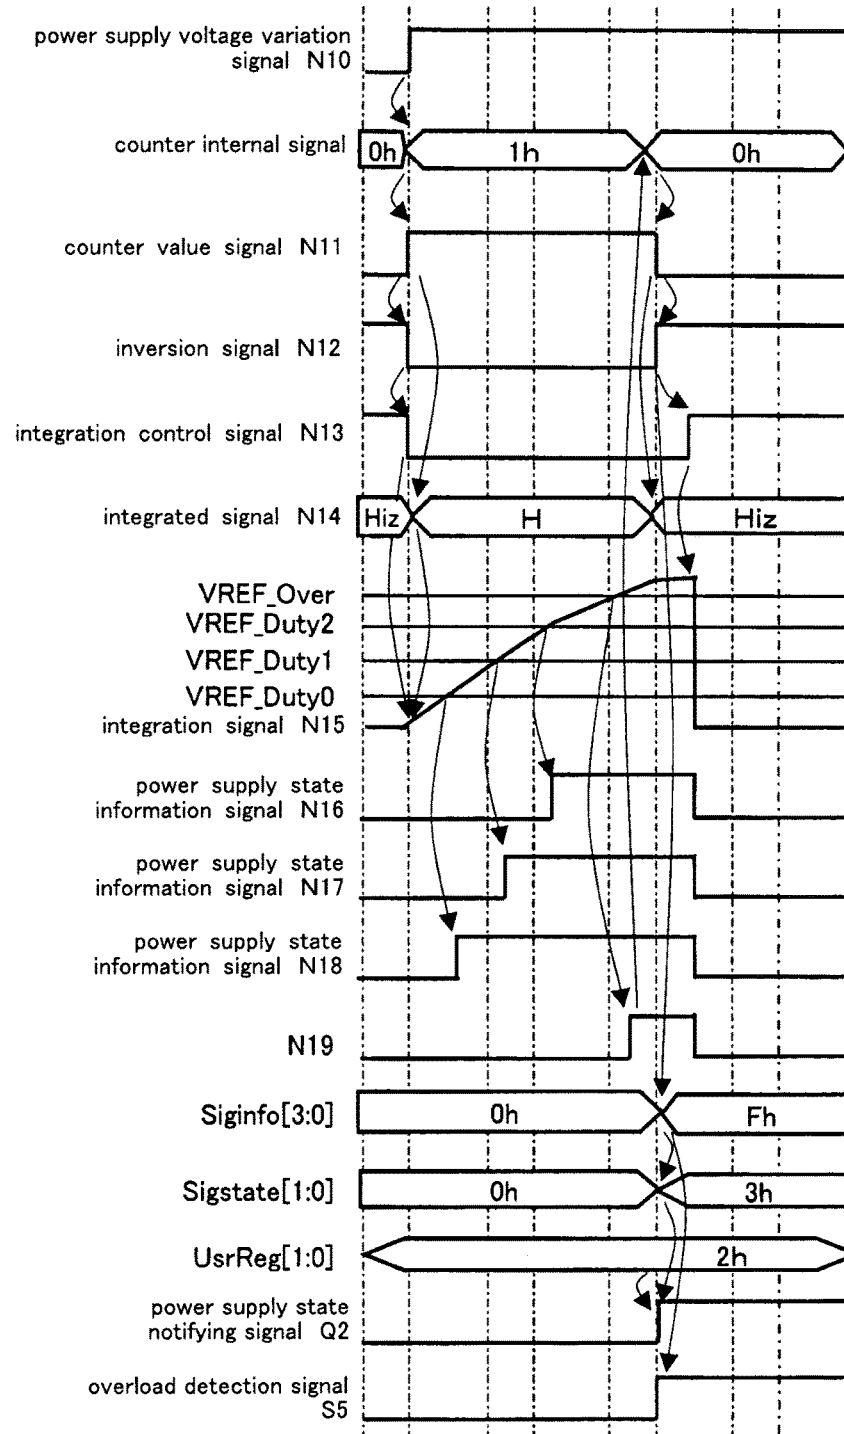 power supply voltage variation
signal N10
counter internal signal
0h
1h
0h
counter value signal N11
inversion signal N12
integration control signal N13
integrated signal N14
Hiz
H
Hiz
VREF_Over
VREF_Duty2
VREF_Duty1
VREF_Duty0
integration signal N15
power supply state
information signal N16
power supply state
information signal N17
power supply state
information signal N18
N19
Siginfo[3:0]
0h
Fh
Sigstate[1:0]
0h
3h
UsrReg[1:0]
2h
power supply state
notifying signal Q2
overload detection signal
S5